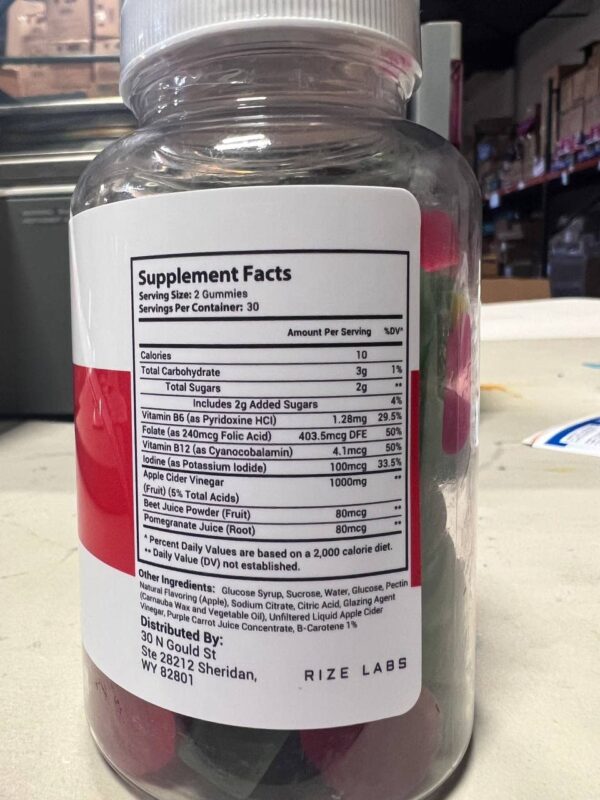 Supplement Facts
Serving Size: 2 Gummies
Servings Per Container: 30
Amount Per Serving %DV*
Calories 10
Total Carbohydrate 3g 1%
Total Sugars 2g **
Includes 2g Added Sugars 4%
Vitamin B6 (as Pyridoxine HCl) 1.28mg 29.5%
Folate (as 240mcg Folic Acid) 403.5mcg DFE 50%
Vitamin B12 (as Cyanocobalamin) 4.1mcg 50%
Iodine (as Potassium Iodide) 100mcg 33.5%
Apple Cider Vinegar 1000mg **
(Fruit) (5% Total Acids)
Beet Juice Powder (Fruit) 80mcg **
Pomegranate Juice (Root) 80mcg **
* Percent Daily Values are based on a 2,000 calorie diet.
** Daily Value (DV) not established.
Other Ingredients: Glucose Syrup, Sucrose, Water, Glucose, Pectin
Natural Flavoring (Apple), Sodium Citrate, Citric Acid, Glazing Agent
(Carnauba Wax and Vegetable Oil), Unfiltered Liquid Apple Cider
Vinegar, Purple Carrot Juice Concentrate, B-Carotene 1%
Distributed By:
30 N Gould St
Ste 28212 Sheridan,
WY 82801
RIZE LABS